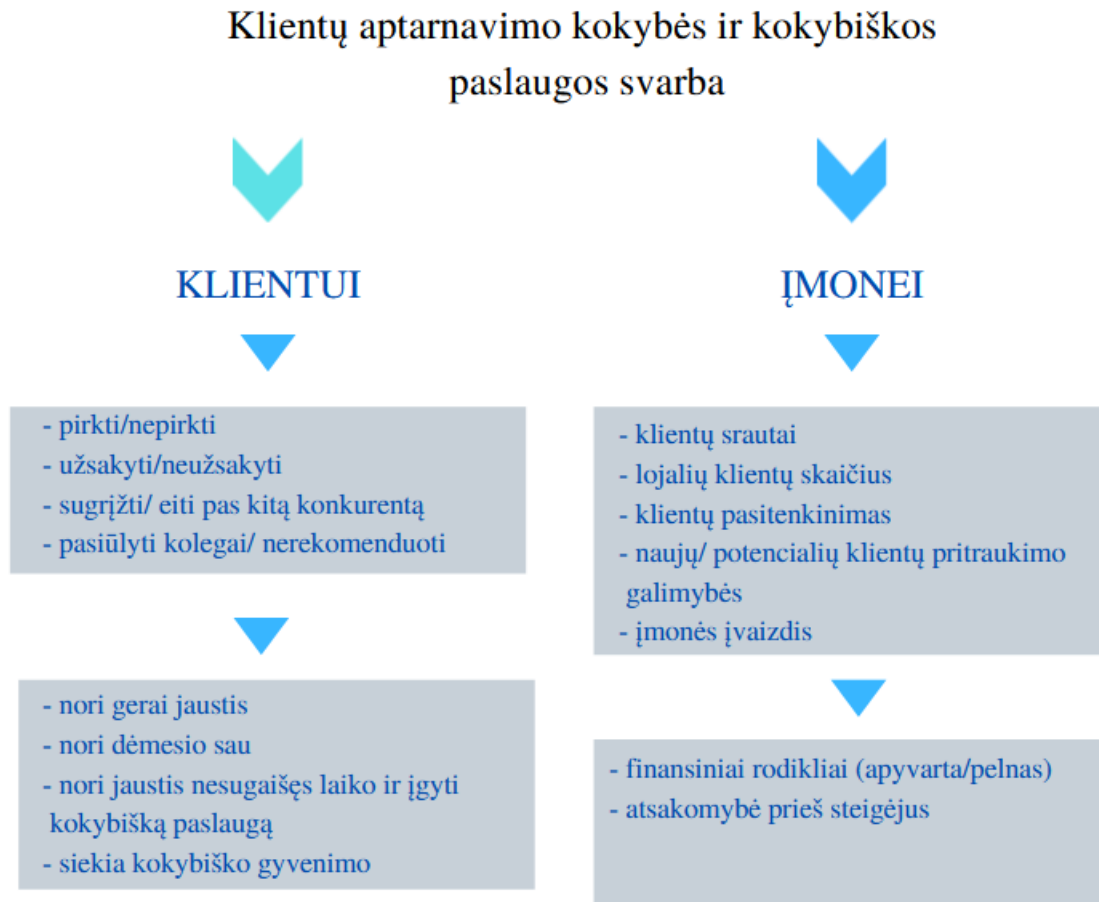 Klientų aptarnavimo kokybės ir kokybiškos
paslaugos svarba
KLIENTUI
- pirkti/nepirkti
- užsakyti/neužsakyti
- sugrįžti/ eiti pas kitą konkurentą
- pasiūlyti kolegai/ nerekomenduoti
- nori gerai jaustis
- nori dėmesio sau
- nori jaustis nesugaišęs laiko ir įgyti
kokybišką paslaugą
- siekia kokybiško gyvenimo
ĮMONEI
- klientų srautai
- lojalių klientų skaičius
- klientų pasitenkinimas
- naujų/ potencialių klientų pritraukimo
galimybės
- įmonės įvaizdis
- finansiniai rodikliai (apyvarta/pelnas)
- atsakomybė prieš steigėjus